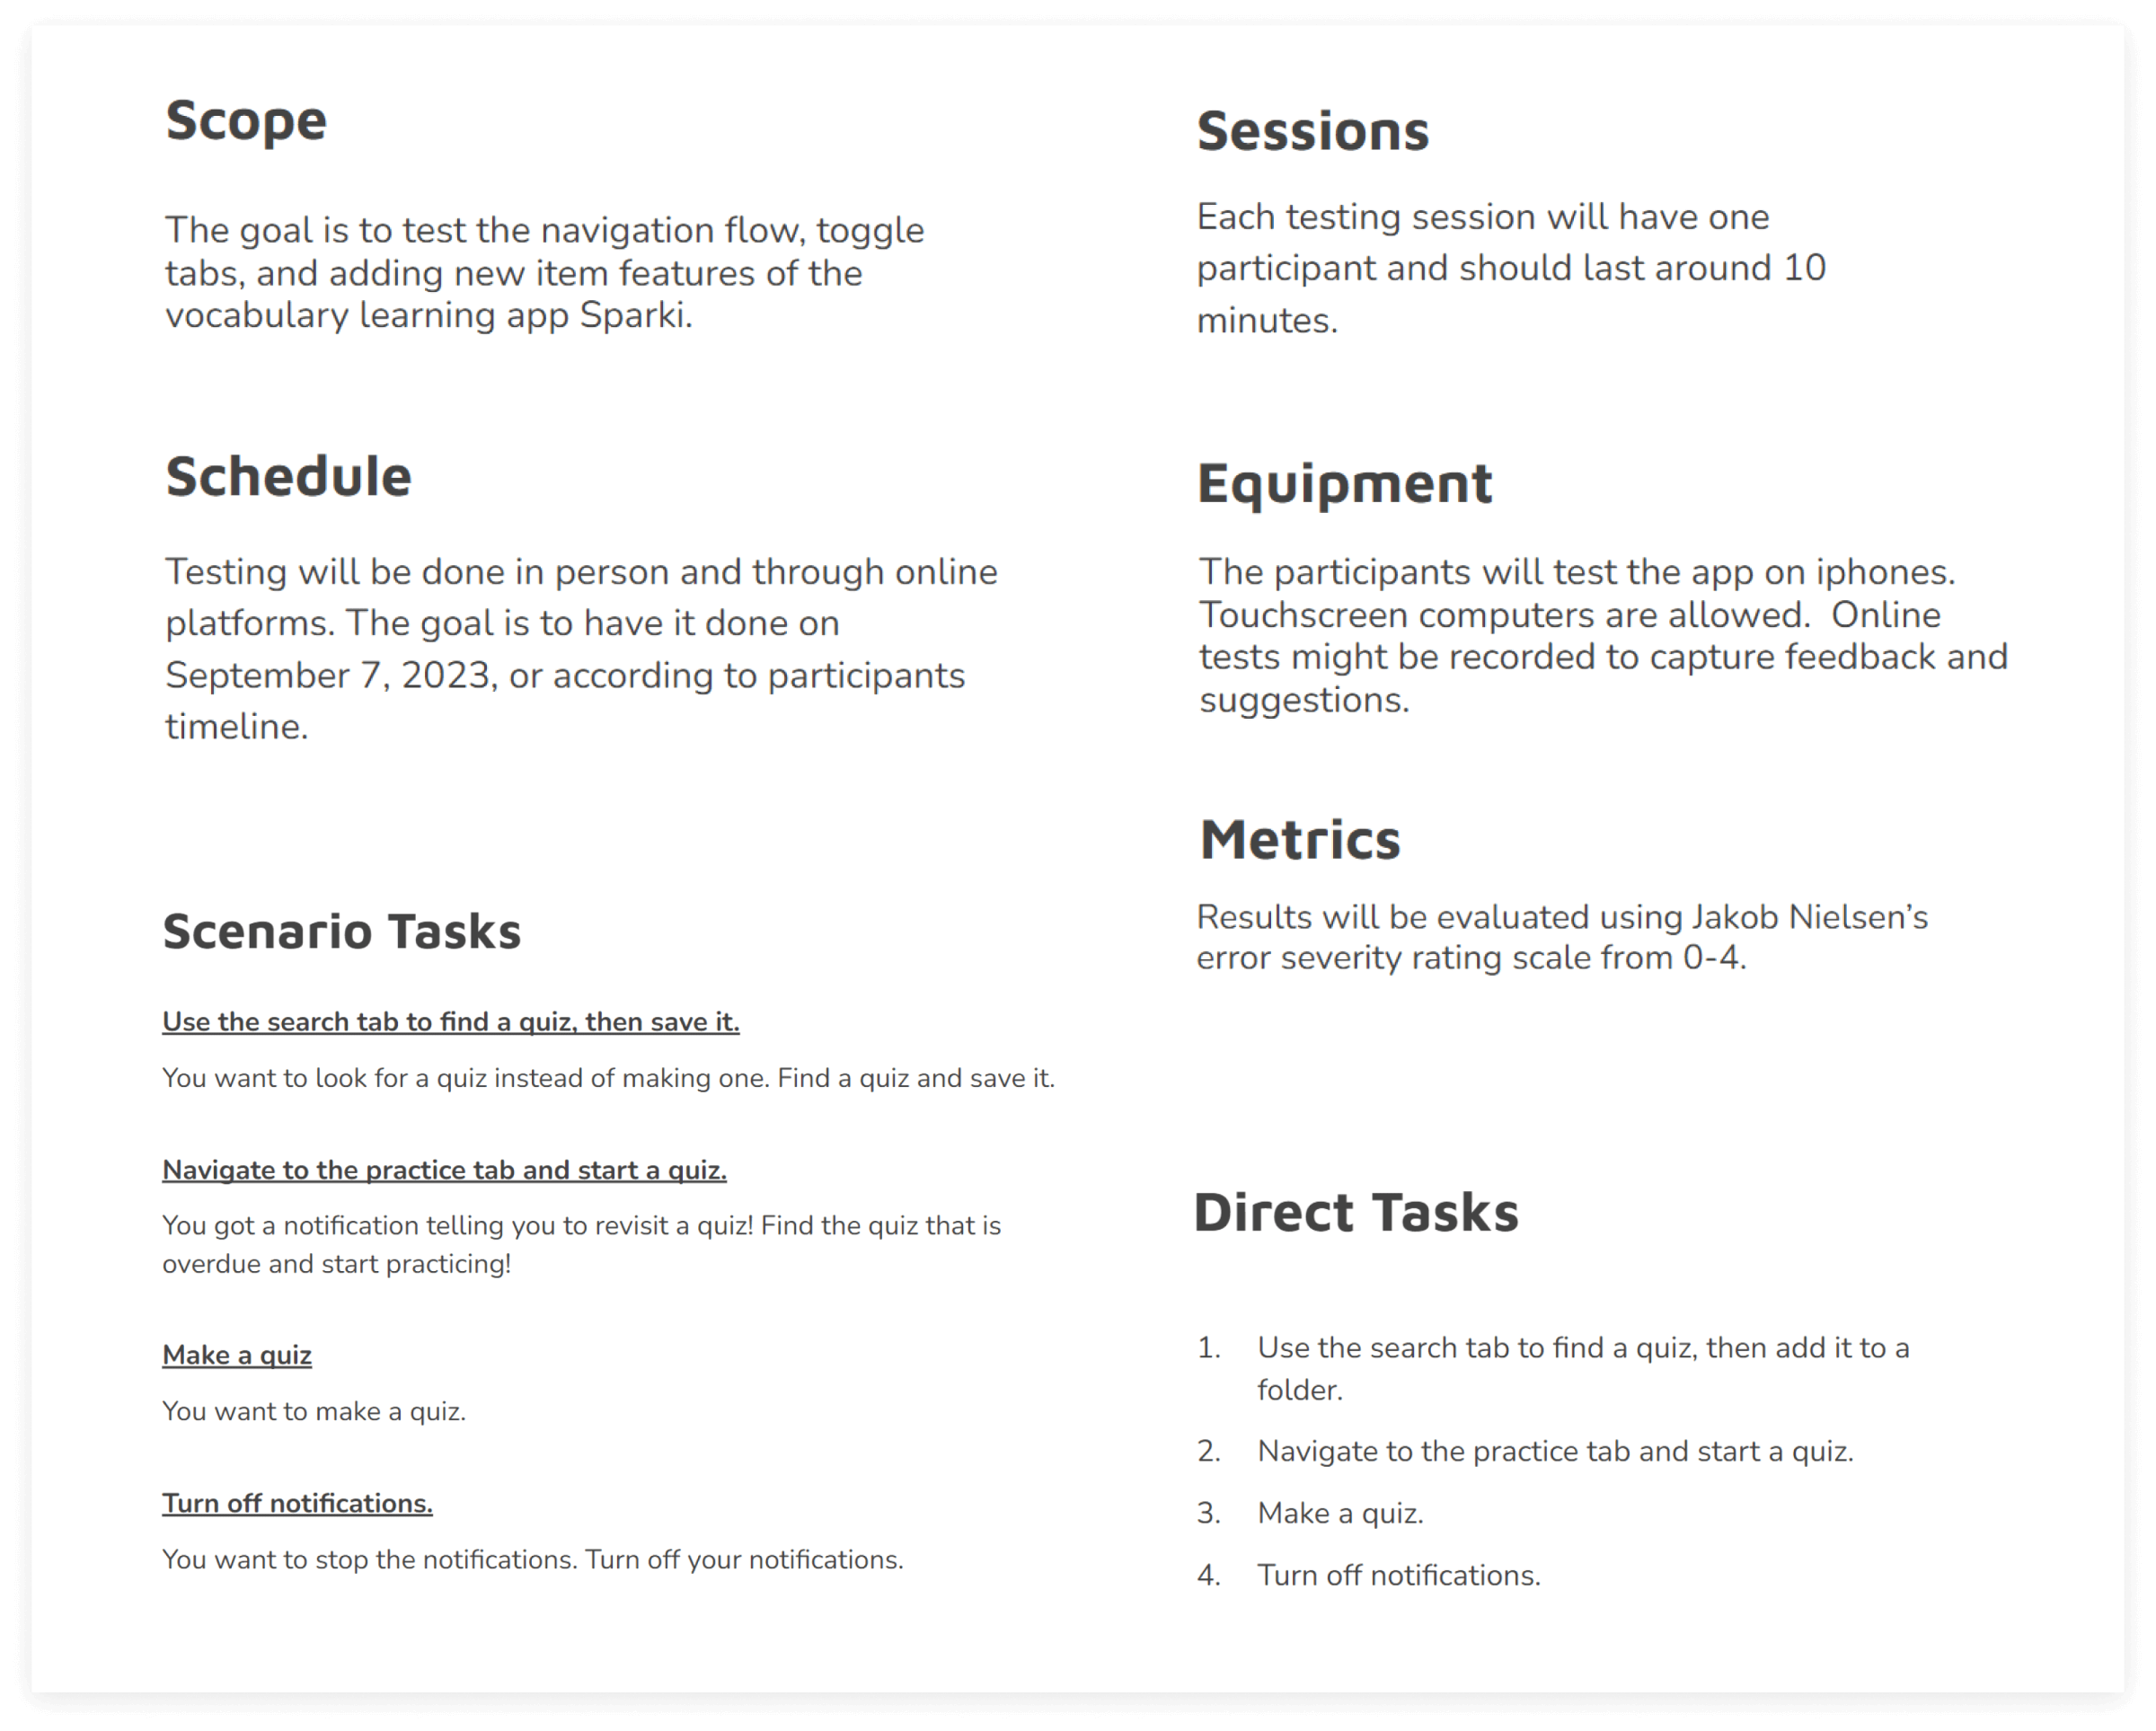 Scope
The goal is to test the navigation flow, toggle
tabs, and adding new item features of the
vocabulary learning app Sparki.
Schedule
Testing will be done in person and through online
platforms. The goal is to have it done on
September 7, 2023, or according to participants
timeline.
Scenario Tasks
Use the search tab to find a quiz, then save it.
You want to look for a quiz instead of making one. Find a quiz and save it.
Navigate to the practice tab and start a quiz.
You got a notification telling you to revisit a quiz! Find the quiz that is
overdue and start practicing!
Make a quiz
You want to make a quiz.
Turn off notifications.
You want to stop the notifications. Turn off your notifications.
Sessions
Each testing session will have one
participant and should last around 10
minutes.
Equipment
The participants will test the app on iphones.
Touchscreen computers are allowed.  Online
tests might be recorded to capture feedback and
suggestions.
Metrics
Results will be evaluated using Jakob Nielsen’s
error severity rating scale from 0-4.
Direct Tasks
1. Use the search tab to find a quiz, then add it to a
folder.
2. Navigate to the practice tab and start a quiz.
3. Make a quiz.
4. Turn off notifications.